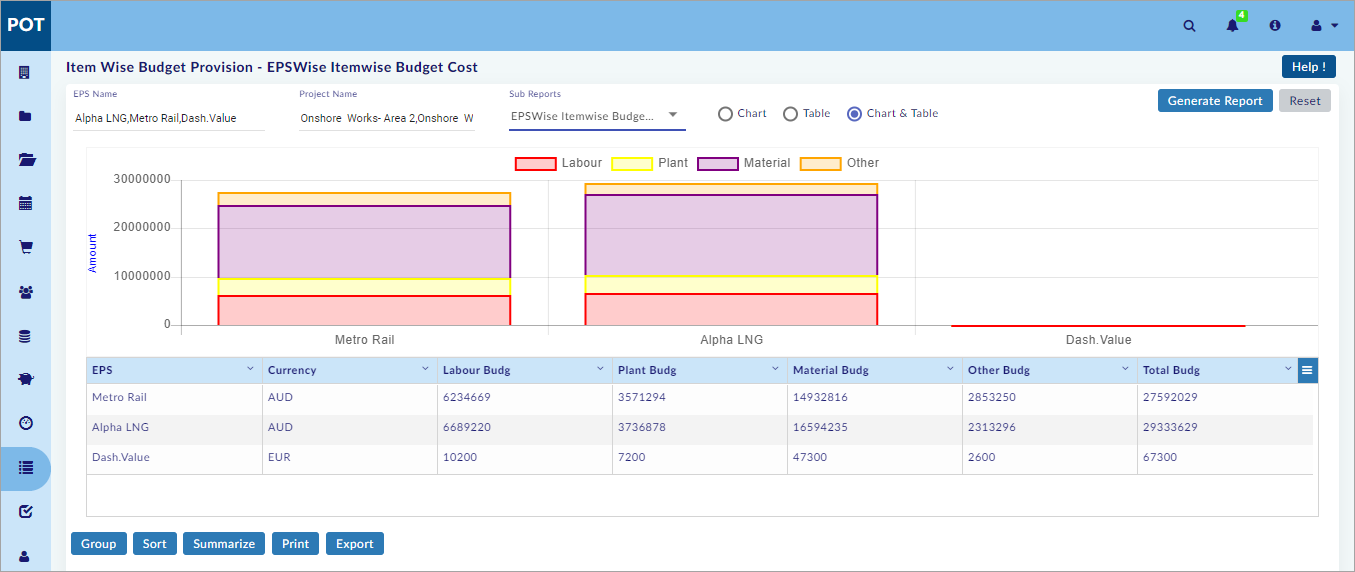 POT
4
Item Wise Budget Provision - EPSWise Itemwise Budget Cost
Help !
EPS Name
Project Name
Sub Reports
Alpha LNG,Metro Rail,Dash.Value
Onshore Works- Area 2,Onshore W
EPSWise Itemwise Budge...
Chart
Table
Chart & Table
Generate Report
Reset
Labour
Plant
Material
Other
30000000
20000000
10000000
0
Amount
Metro Rail
Alpha LNG
Dash.Value
EPS Currency Labour Budg Plant Budg Material Budg Other Budg Total Budg
Metro Rail AUD 6234669 3571294 14932816 2853250 27592029
Alpha LNG AUD 6689220 3736878 16594235 2313296 29333629
Dash.Value EUR 10200 7200 47300 2600 67300
Group
Sort
Summarize
Print
Export